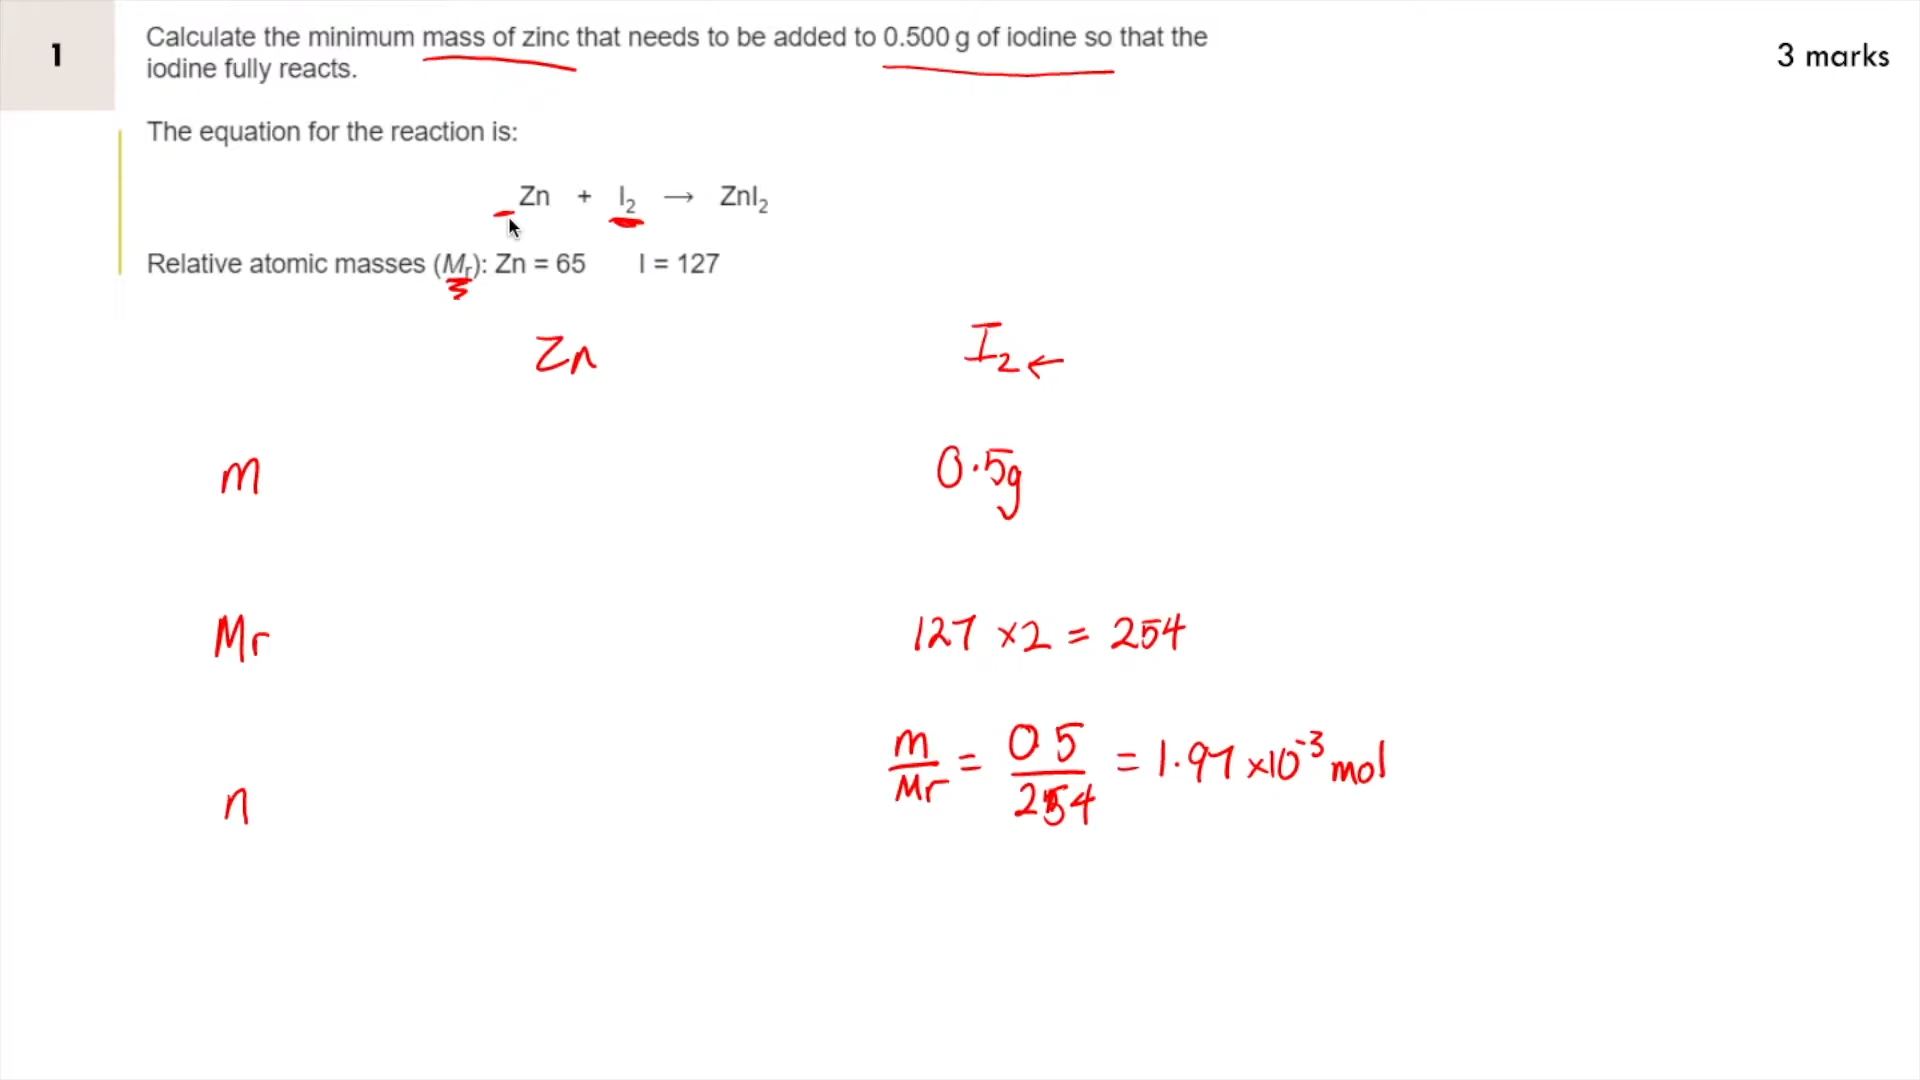 1
Calculate the minimum mass of zinc that needs to be added to 0.500 g of iodine so that the
iodine fully reacts.
3 marks
The equation for the reaction is:
Zn + I₂ → ZnI₂
Relative atomic masses (Mᵣ): Zn = 65 I = 127
Zn I₂ ←
m 0.5g
Mr 127 × 2 = 254
n m/Mr = 0.5/254 = 1.97 ×10⁻³ mol